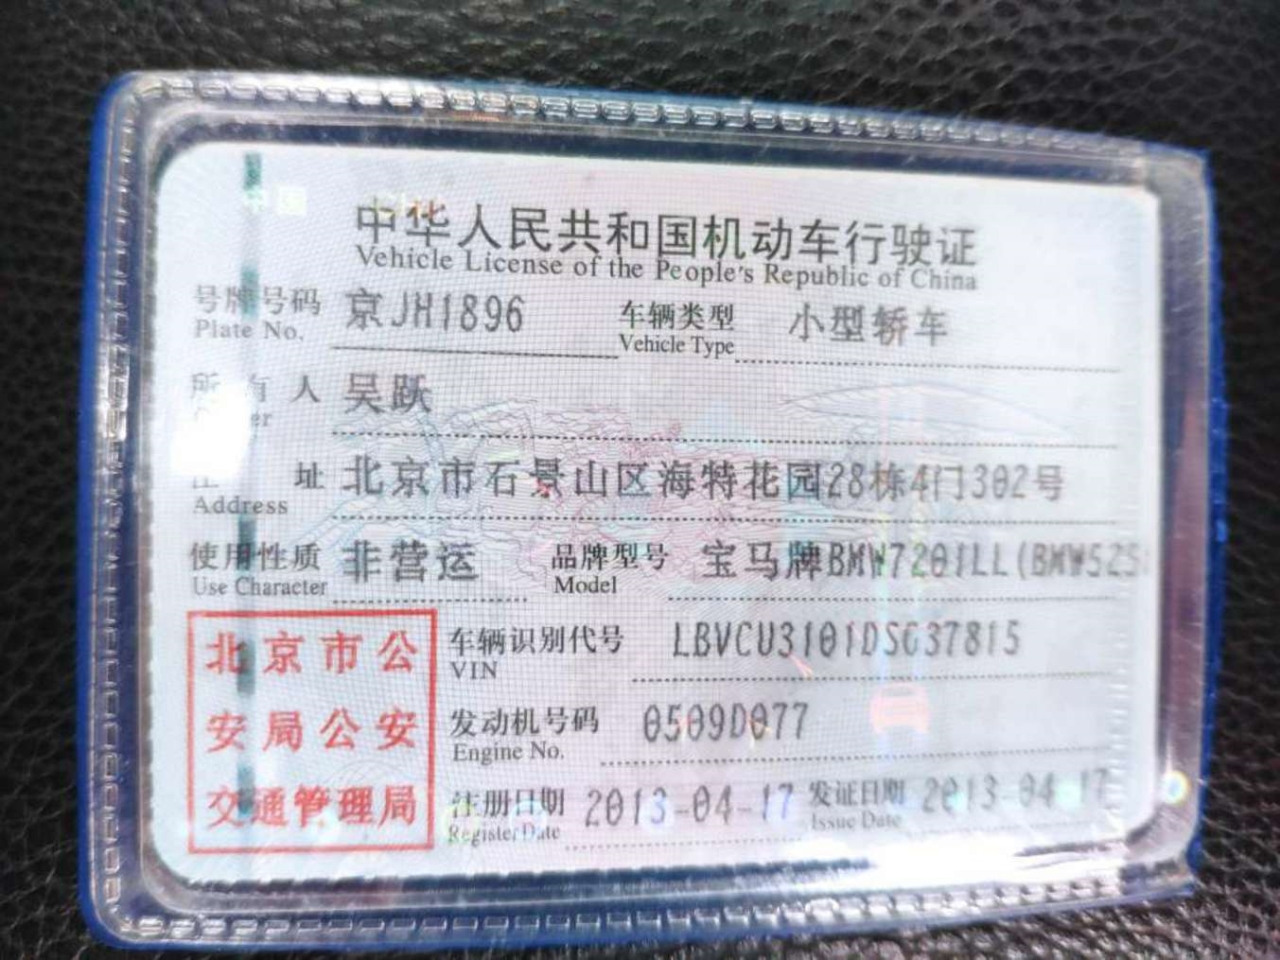 中华人民共和国机动车行驶证
Vehicle License of the People's Republic of China
号牌号码 京JH1896 车辆类型 小型轿车
Plate No. Vehicle Type
所有人 吴跃
址 北京市石景山区海特花园28栋4门302号
Address
使用性质 非营运 品牌型号 宝马牌BMW7201LL(BMW525
Use Character Model
北京市公
安局公安
交通管理局
车辆识别代号 LBVCU3101DSG37815
VIN
发动机号码 0509D077
Engine No.
注册日期 2013-04-17 发证日期 2013-04-17
Register Date Issue Date